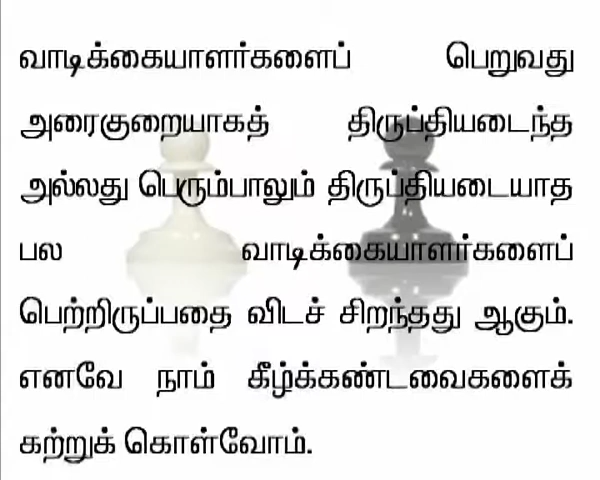 வாடிக்கையாளர்களைப் பெறுவது
அரைகுறையாகத் திருப்தியடைந்த
அல்லது பெரும்பாலும் திருப்தியடையாத
பல வாடிக்கையாளர்களைப்
பெற்றிருப்பதை விடச் சிறந்தது ஆகும்.
எனவே நாம் கீழ்க்கண்டவைகளைக்
கற்றுக் கொள்வோம்.